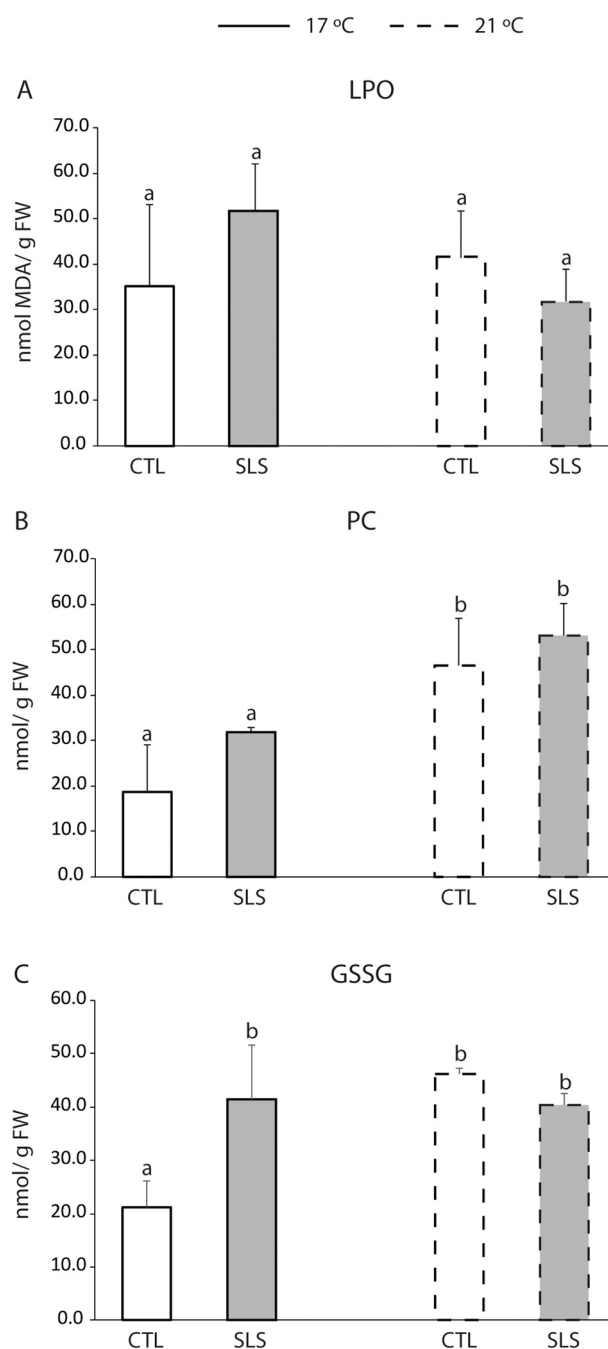 17 ºC 21 ºC
A LPO
70.0
60.0
50.0
40.0
30.0
20.0
10.0
0.0
nmol MDA/ g FW
a a a a
CTL SLS CTL SLS
B PC
70.0
60.0
50.0
40.0
30.0
20.0
10.0
0.0
nmol/ g FW
a a b b
CTL SLS CTL SLS
C GSSG
60.0
50.0
40.0
30.0
20.0
10.0
0.0
nmol/ g FW
a b b b
CTL SLS CTL SLS